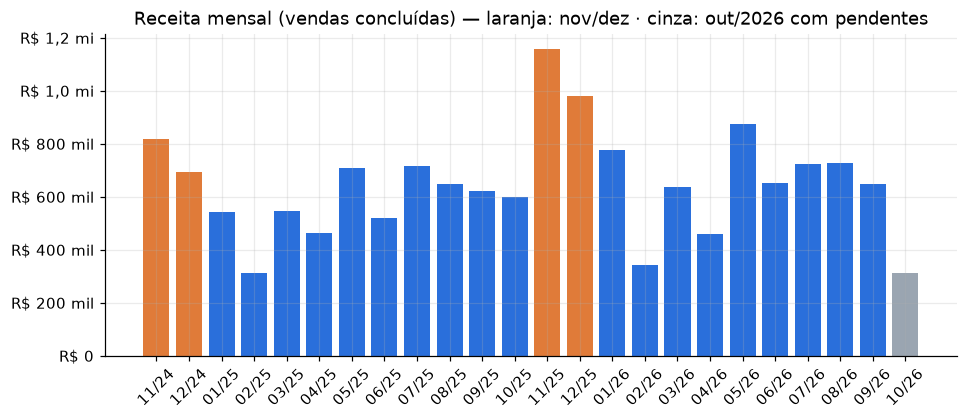 Receita mensal (vendas concluídas) — laranja: nov/dez · cinza: out/2026 com pendentes
R$ 1,2 mi
R$ 1,0 mi
R$ 800 mil
R$ 600 mil
R$ 400 mil
R$ 200 mil
R$ 0
11/24 12/24 01/25 02/25 03/25 04/25 05/25 06/25 07/25 08/25 09/25 10/25 11/25 12/25 01/26 02/26 03/26 04/26 05/26 06/26 07/26 08/26 09/26 10/26